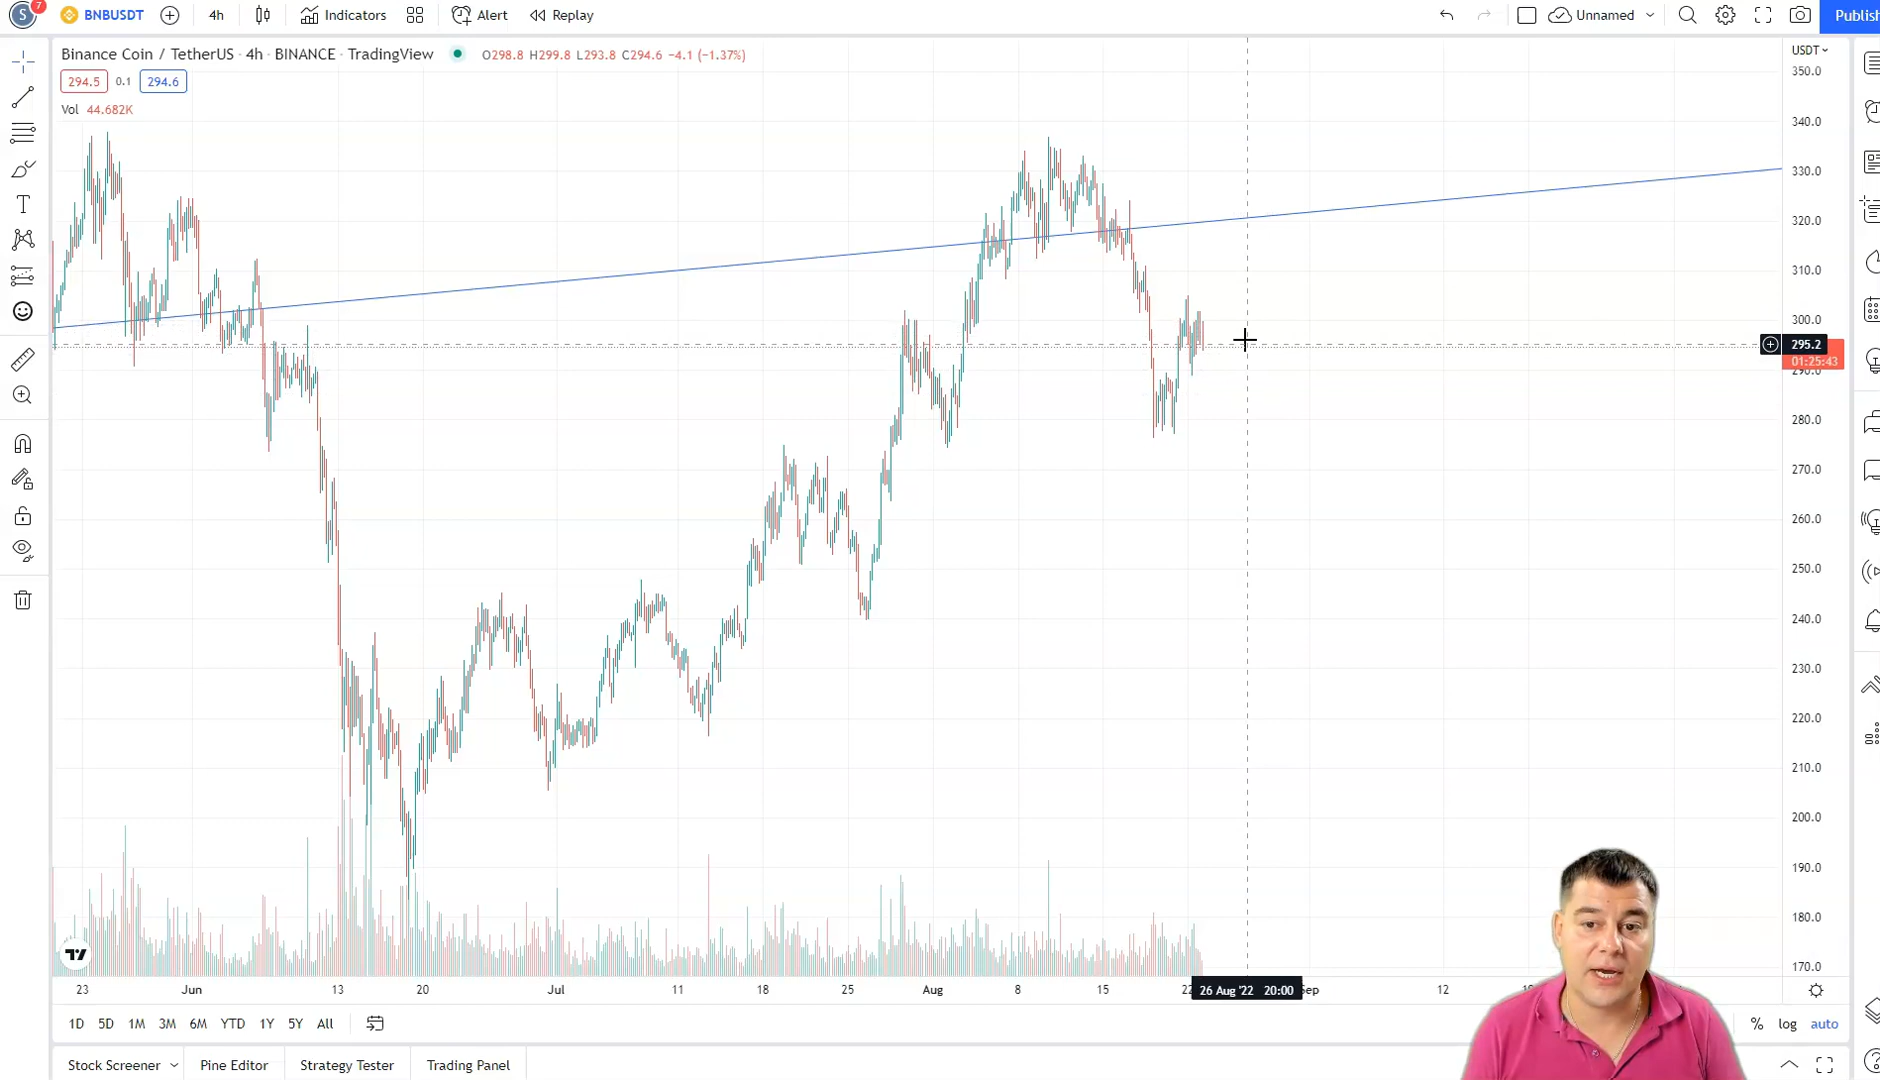 S 7 BNBUSDT 4h Indicators Alert Replay Unnamed Publish
Binance Coin / TetherUS · 4h · BINANCE · TradingView O298.8 H299.8 L293.8 C294.6 −4.1 (−1.37%)
294.5 0.1 294.6
Vol 44.682K
USDT
350.0
340.0
330.0
320.0
310.0
300.0
295.2
01:25:43
290.0
280.0
270.0
260.0
250.0
240.0
230.0
220.0
210.0
200.0
190.0
180.0
170.0
T
23 Jun 13 20 Jul 11 18 25 Aug 8 15 22 26 Aug '22 20:00 Sep 12
1D 5D 1M 3M 6M YTD 1Y 5Y All % log auto
Stock Screener Pine Editor Strategy Tester Trading Panel